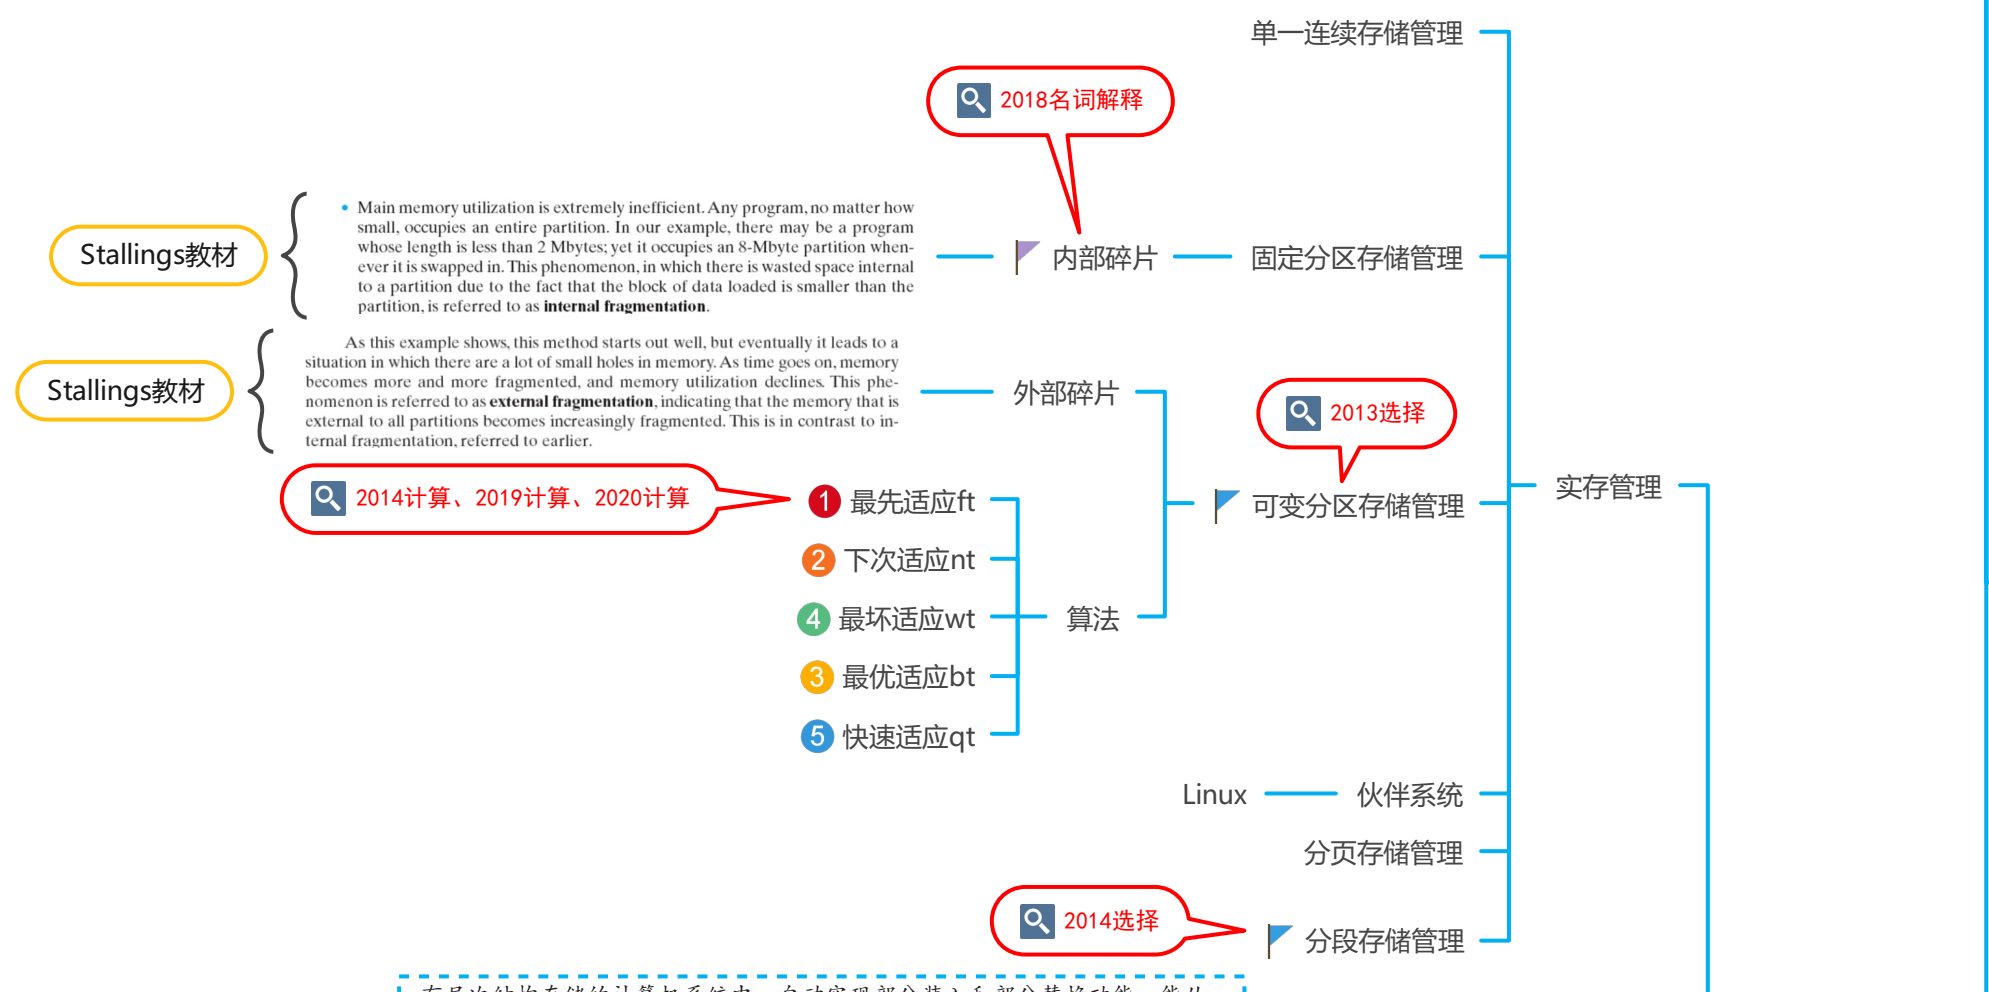 单一连续存储管理
2018名词解释
Stallings教材
• Main memory utilization is extremely inefficient. Any program, no matter how
small, occupies an entire partition. In our example, there may be a program
whose length is less than 2 Mbytes; yet it occupies an 8-Mbyte partition when-
ever it is swapped in. This phenomenon, in which there is wasted space internal
to a partition due to the fact that the block of data loaded is smaller than the
partition, is referred to as internal fragmentation.
内部碎片
固定分区存储管理
Stallings教材
As this example shows, this method starts out well, but eventually it leads to a
situation in which there are a lot of small holes in memory. As time goes on, memory
becomes more and more fragmented, and memory utilization declines. This phe-
nomenon is referred to as external fragmentation, indicating that the memory that is
external to all partitions becomes increasingly fragmented. This is in contrast to in-
ternal fragmentation, referred to earlier.
外部碎片
2013选择
2014计算、2019计算、2020计算
1 最先适应ft
可变分区存储管理
实存管理
2 下次适应nt
4 最坏适应wt
算法
3 最优适应bt
5 快速适应qt
Linux
伙伴系统
分页存储管理
2014选择
分段存储管理